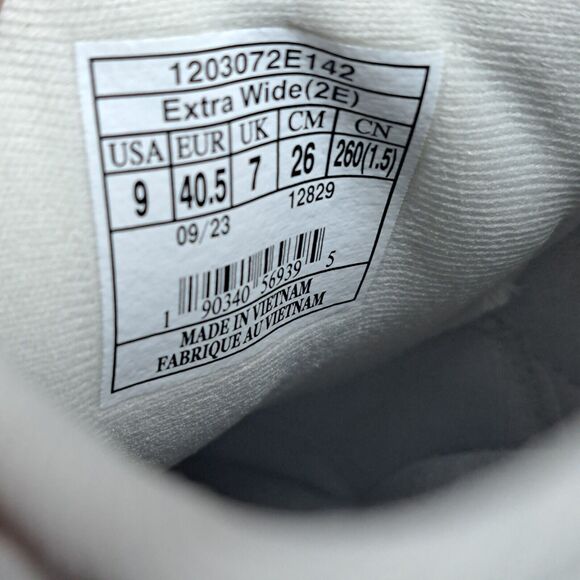 1203072E142
Extra Wide(2E)
USA EUR UK CM CN
9 40.5 7 26 260(1.5)
09/23 12829
1 90340 56939 5
MADE IN VIETNAM
FABRIQUE AU VIETNAM